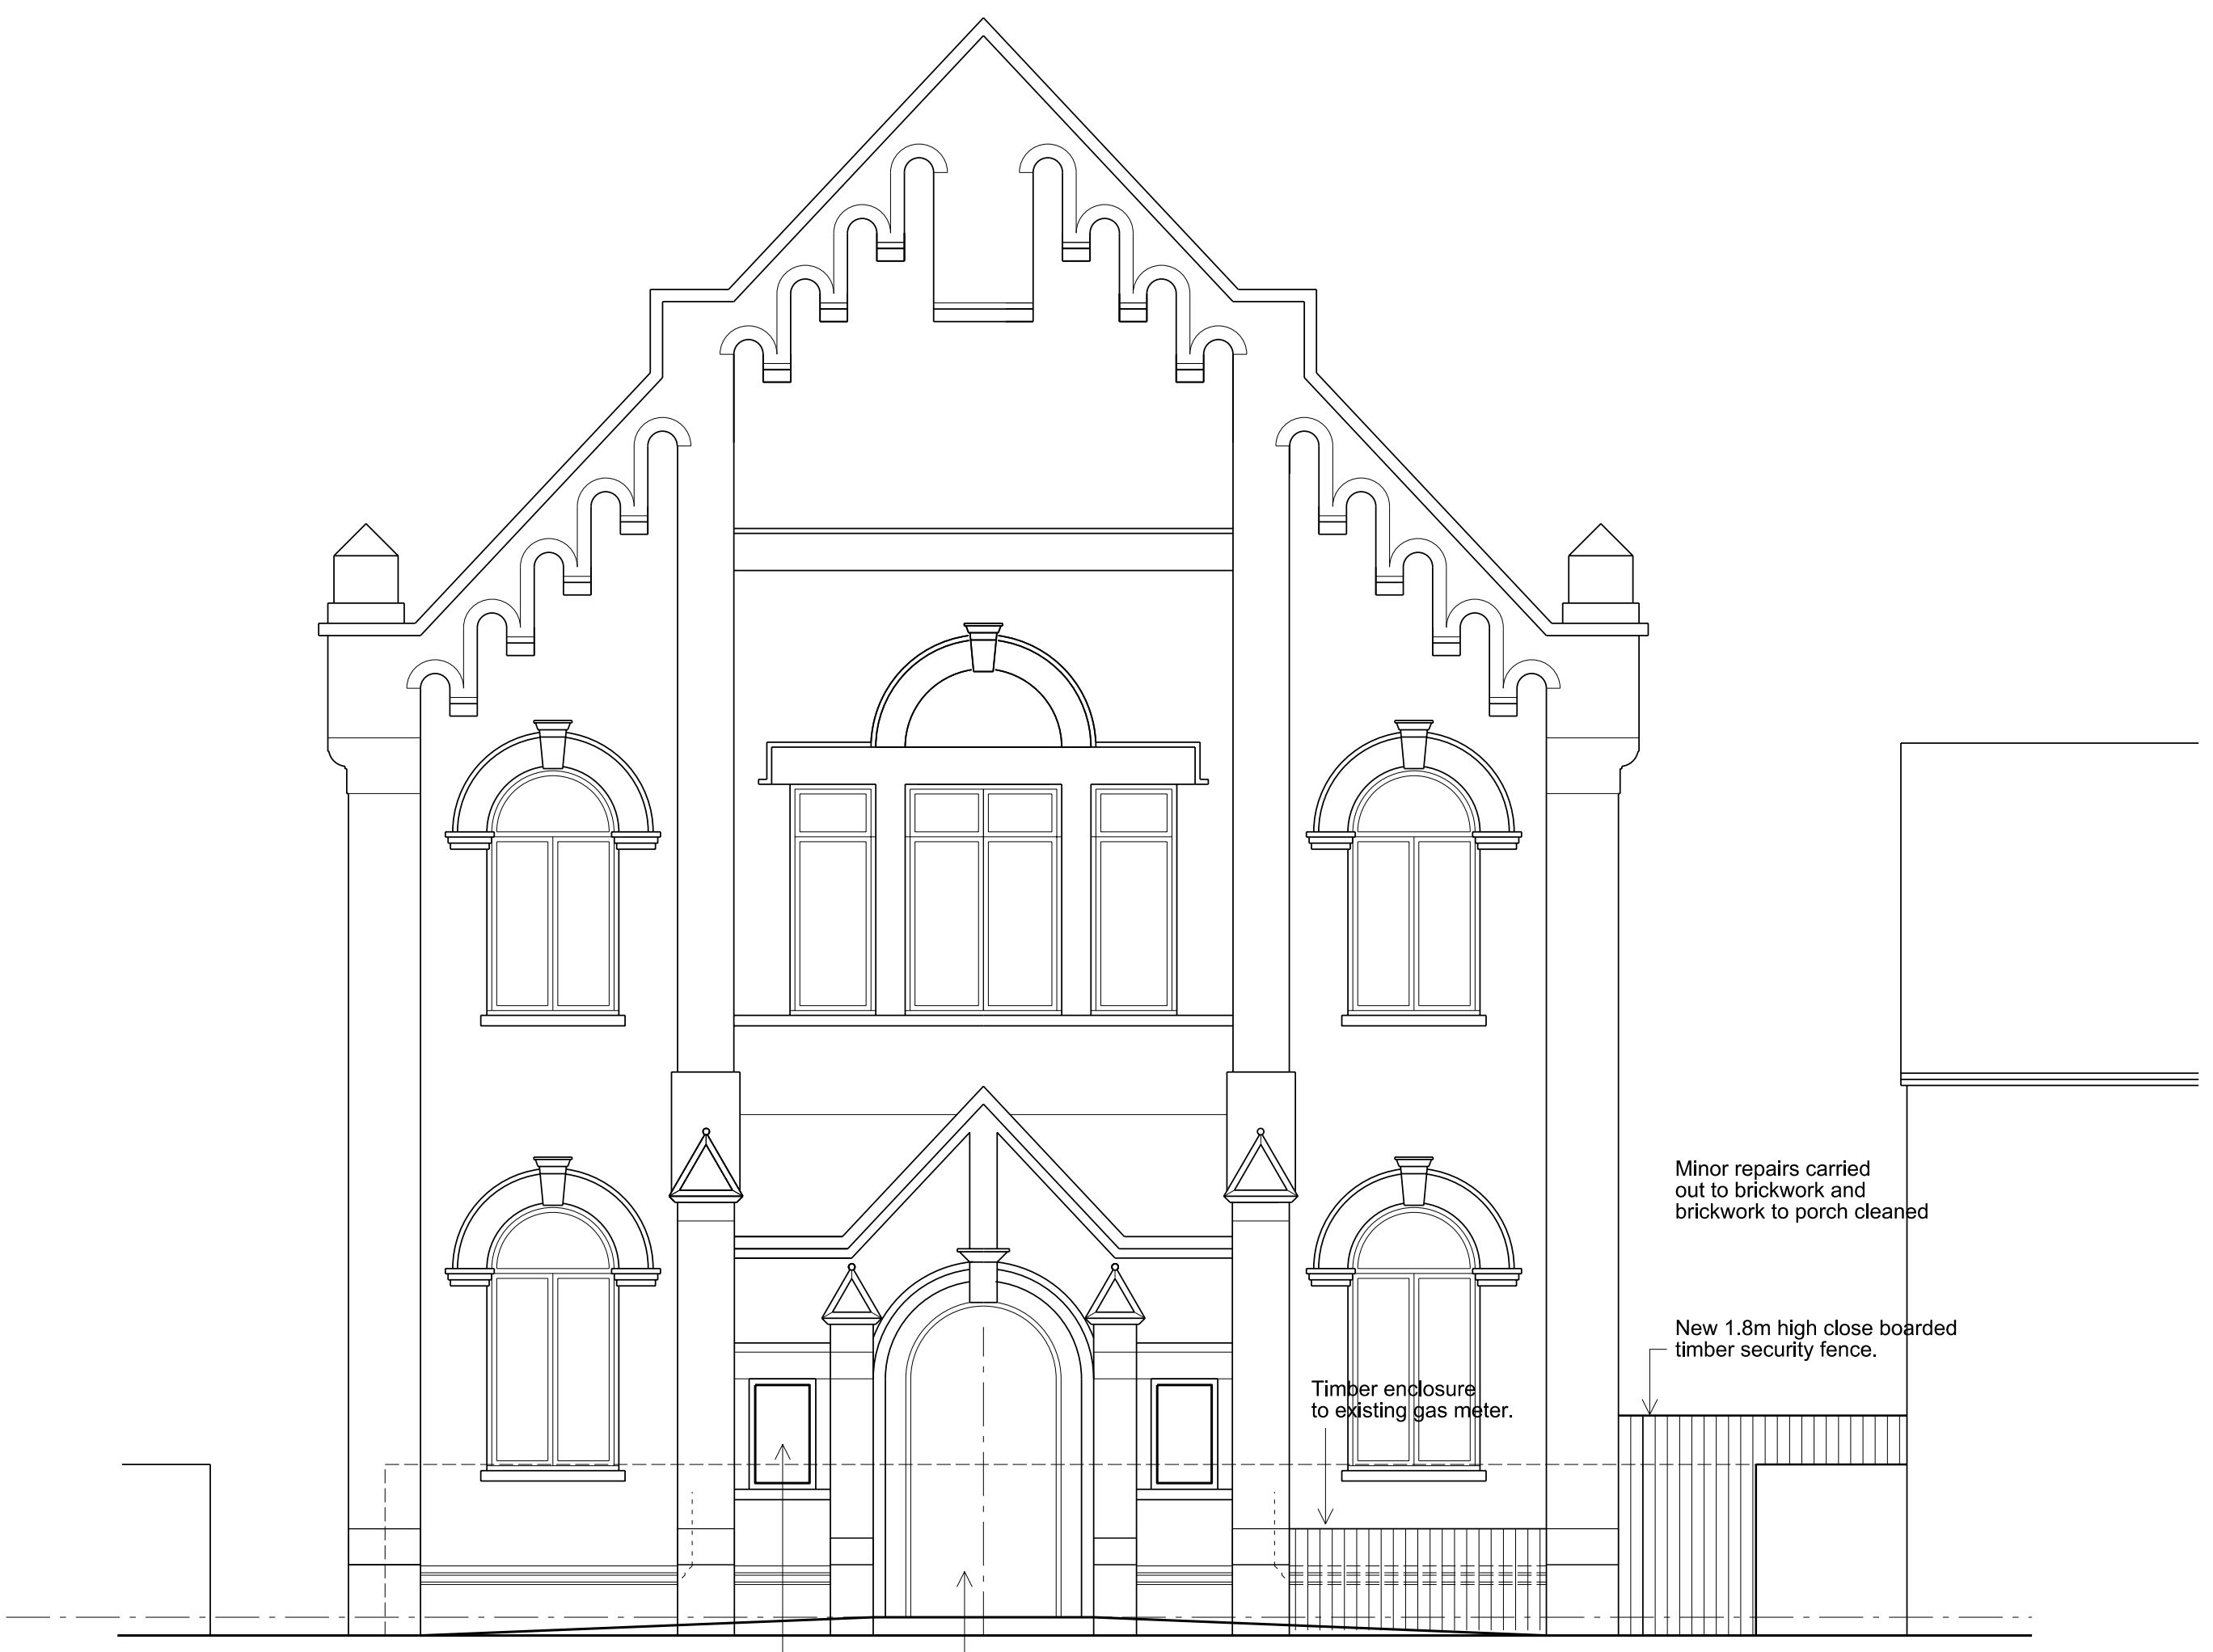 Minor repairs carried
out to brickwork and
brickwork to porch cleaned
New 1.8m high close boarded
timber security fence.
Timber enclosure
to existing gas meter.